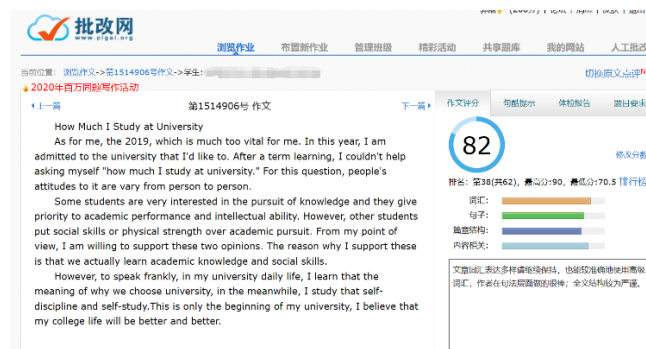 批改网
www.pigai.org
浏览作业 布置新作业 管理班级 精彩活动 共享题库 我的网站 人工批改
当前位置: 浏览作文->第1514906号作文->学生:
切换原文点评
2020年百万同题写作活动
上一篇 第1514906号 作文 下一篇
How Much I Study at University
As for me, the 2019, which is much too vital for me. In this year, I am
admitted to the university that I'd like to. After a term learning, I couldn't help
asking myself "how much I study at university." For this question, people's
attitudes to it are vary from person to person.
Some students are very interested in the pursuit of knowledge and they give
priority to academic performance and intellectual ability. However, other students
put social skills or physical strength over academic pursuit. From my point of
view, I am willing to support these two opinions. The reason why I support these
is that we actually learn academic knowledge and social skills.
However, to speak frankly, in my university daily life, I learn that the
meaning of why we choose university, in the meanwhile, I study that self-
discipline and self-study.This is only the beginning of my university, I believe that
my college life will be better and better.
作文评分 句酷提示 体检报告 题目要求
82
修改分数
排名: 第38(共62), 最高分:90, 最低分:70.5 排行榜
词汇:
句子:
篇章结构:
内容相关:
文章词汇表达多样请继续保持，也能较准确地使用高级
词汇，作者在句法层面做的很棒；全文结构较为严谨。